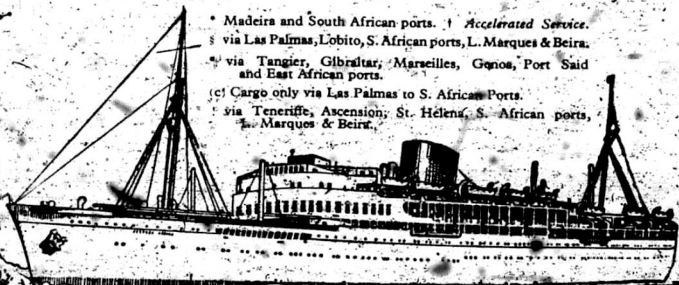 * Madeira and South African ports. † Accelerated Service.
§ via Las Palmas, Lobito, S. African ports, L. Marques & Beira.
via Tangier, Gibraltar, Marseilles, Genoa, Port Said
and East African ports.
(c) Cargo only via Las Palmas to S. African Ports.
via Teneriffe, Ascension, St. Helena, S. African ports,
L. Marques & Beira.